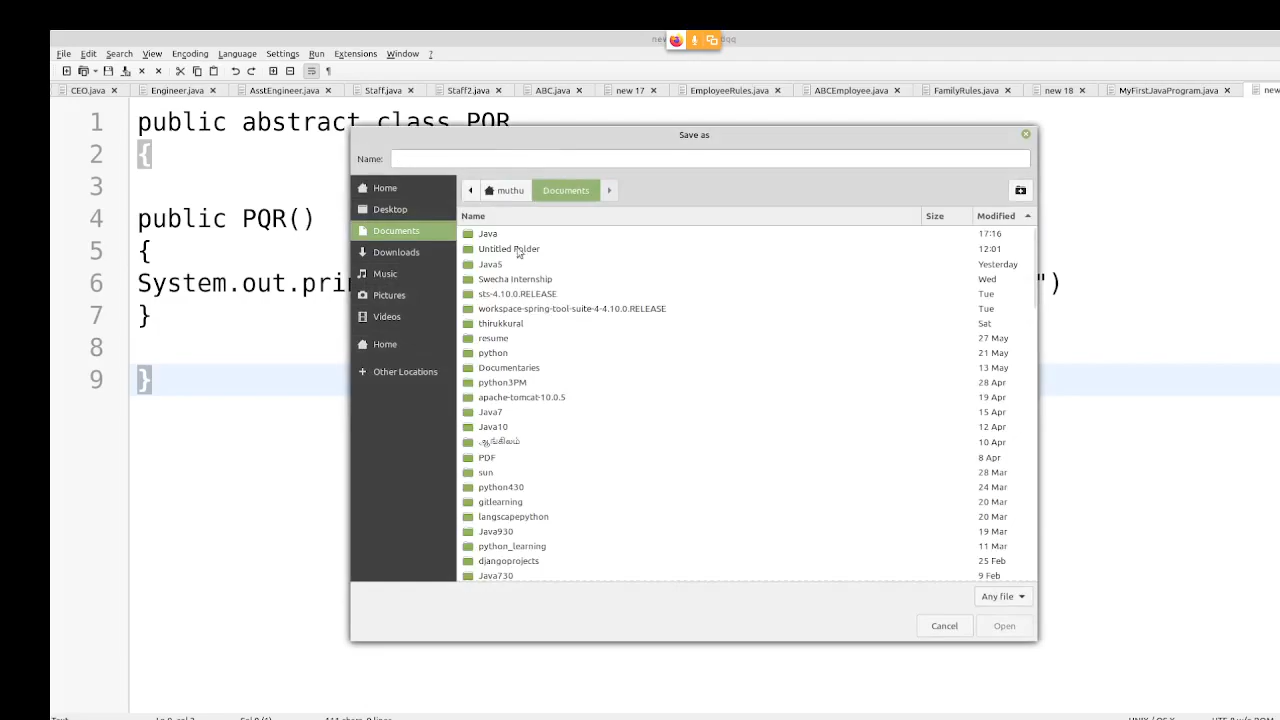 File Edit Search View Encoding Language Settings Run Extensions Window ?
CEO.java Engineer.java AsstEngineer.java Staff.java Staff2.java ABC.java new 17 EmployeeRules.java ABCEmployee.java FamilyRules.java new 18 MyFirstJavaProgram.java new
1 public abstract class PQR
2 {
3
4 public PQR()
5 {
6 System.out.prin ")
7 }
8
9 }
Save as
Name:
Home
Desktop
Documents
Downloads
Music
Pictures
Videos
Home
Other Locations
muthu Documents
Name Size Modified
Java 17:16
Untitled Folder 12:01
Java5 Yesterday
Swecha Internship Wed
sts-4.10.0.RELEASE Tue
workspace-spring-tool-suite-4-4.10.0.RELEASE Tue
thirukkural Sat
resume 27 May
python 21 May
Documentaries 13 May
python3PM 28 Apr
apache-tomcat-10.0.5 19 Apr
Java7 15 Apr
Java10 12 Apr
ஆங்கிலம் 10 Apr
PDF 8 Apr
sun 28 Mar
python430 24 Mar
gitlearning 20 Mar
langscapepython 20 Mar
Java930 19 Mar
python_learning 11 Mar
djangoprojects 25 Feb
Java730 9 Feb
Any file
Cancel Open